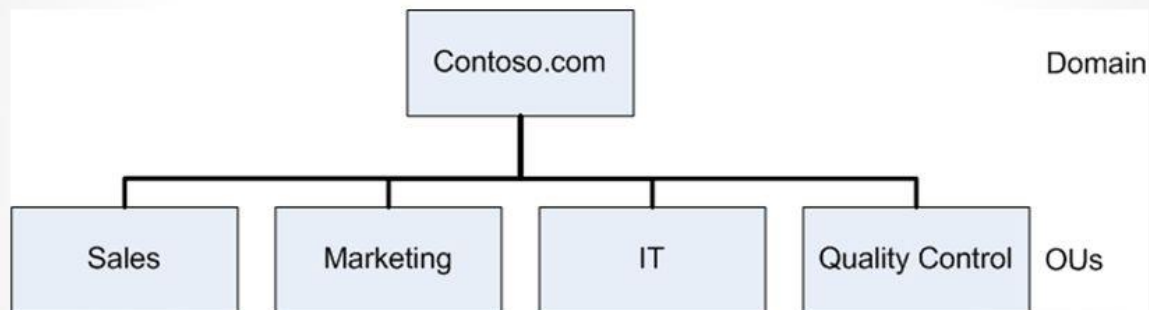 Contoso.com
Domain
Sales
Marketing
IT
Quality Control
OUs